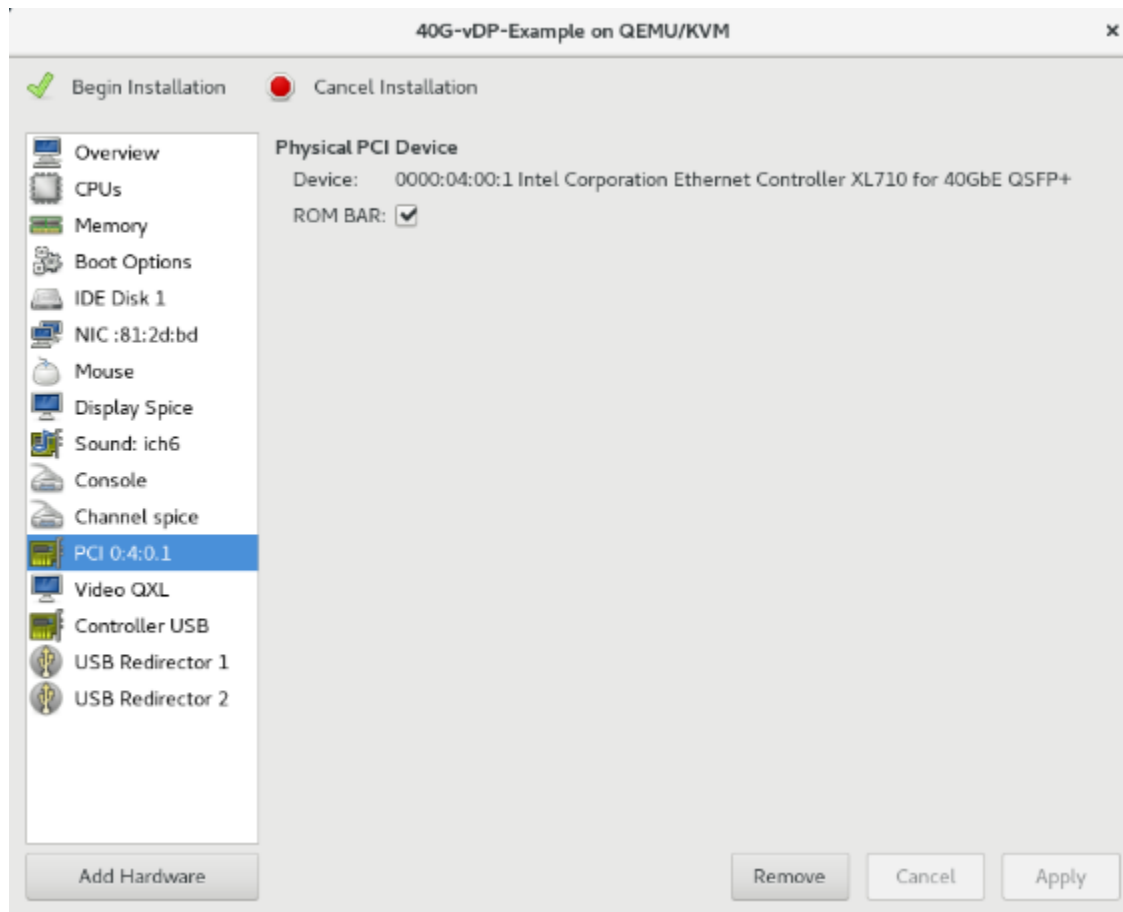 40G-vDP-Example on QEMU/KVM
Begin Installation
Cancel Installation
Overview
CPUs
Memory
Boot Options
IDE Disk 1
NIC :81:2d:bd
Mouse
Display Spice
Sound: ich6
Console
Channel spice
PCI 0:4:0.1
Video QXL
Controller USB
USB Redirector 1
USB Redirector 2
Physical PCI Device
Device: 0000:04:00:1 Intel Corporation Ethernet Controller XL710 for 40GbE QSFP+
ROM BAR:
Add Hardware
Remove
Cancel
Apply